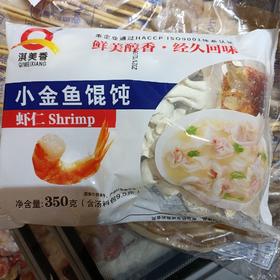 淇美香
QIMEIXIANG
本企业通过HACCP ISO9001体系认证
鲜美醇香·经久回味
小金鱼馄饨
虾仁 Shrimp
净含量:350克